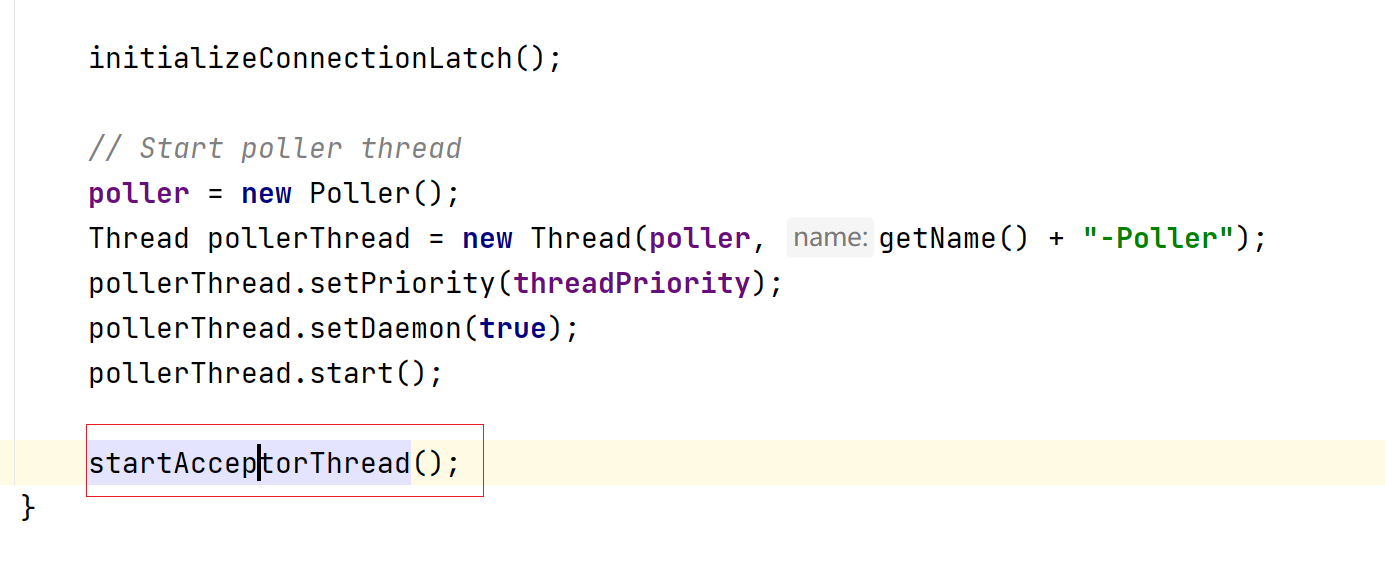 initializeConnectionLatch();
// Start poller thread
poller = new Poller();
Thread pollerThread = new Thread(poller, name: getName() + "-Poller");
pollerThread.setPriority(threadPriority);
pollerThread.setDaemon(true);
pollerThread.start();
startAcceptorThread();
}